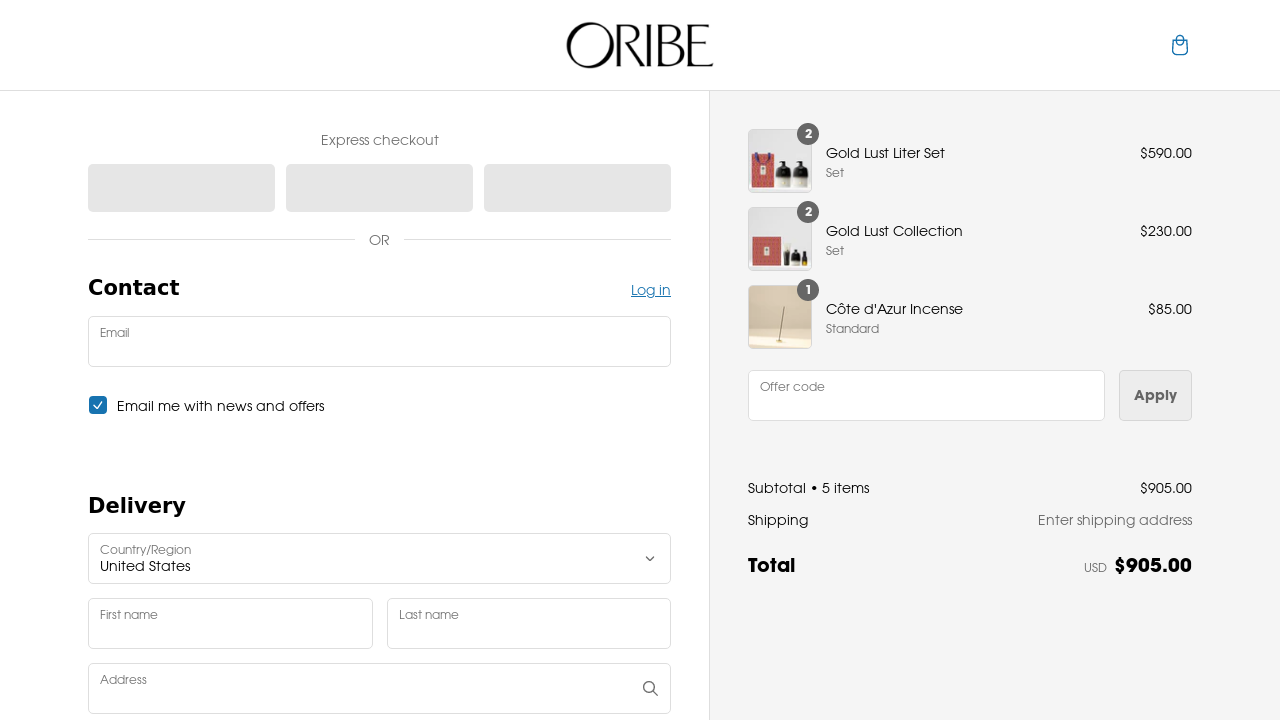 ORIBE
Express checkout
OR
Contact
Log in
Email
Email me with news and offers
Delivery
Country/Region
United States
First name
Last name
Address
2
Gold Lust Liter Set
Set
$590.00
2
Gold Lust Collection
Set
$230.00
1
Côte d'Azur Incense
Standard
$85.00
Offer code
Apply
Subtotal • 5 items
$905.00
Shipping
Enter shipping address
Total
USD $905.00